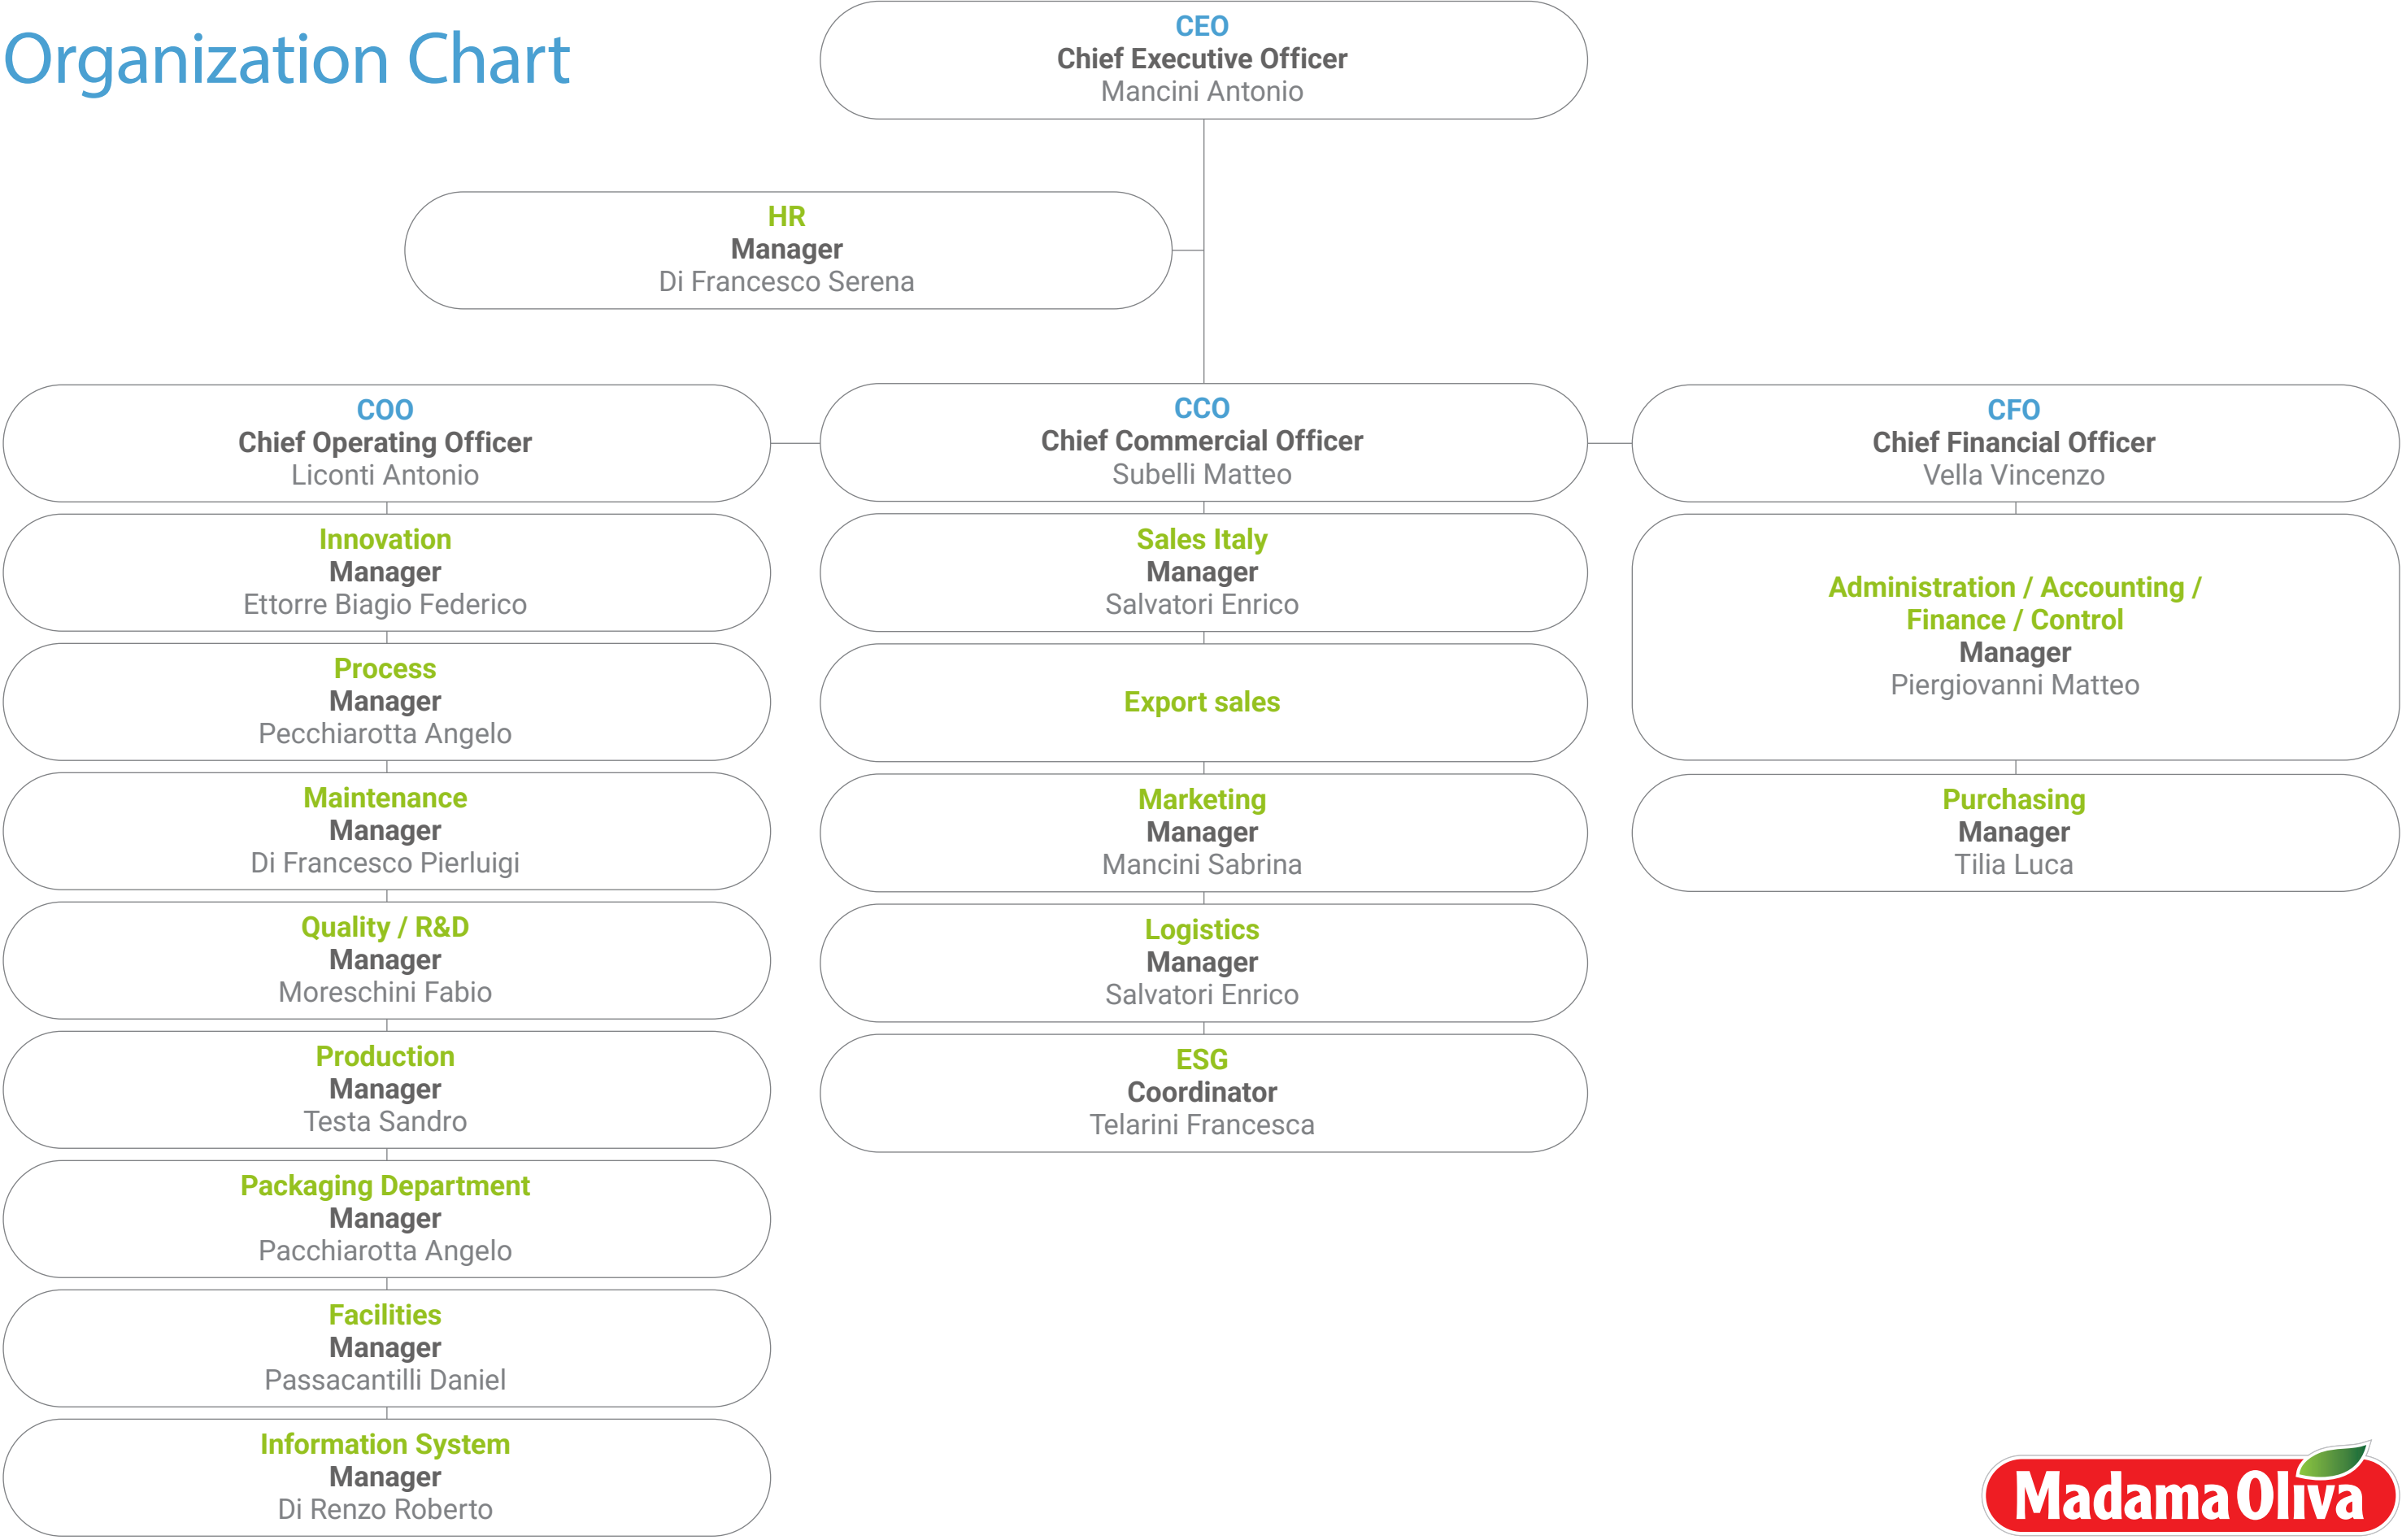 Organization Chart
CEO
Chief Executive Officer
Mancini Antonio
HR
Manager
Di Francesco Serena
COO
Chief Operating Officer
Liconti Antonio
Innovation
Manager
Ettorre Biagio Federico
Process
Manager
Pecchiarotta Angelo
Maintenance
Manager
Di Francesco Pierluigi
Quality / R&D
Manager
Moreschini Fabio
Production
Manager
Testa Sandro
Packaging Department
Manager
Pacchiarotta Angelo
Facilities
Manager
Passacantilli Daniel
Information System
Manager
Di Renzo Roberto
CCO
Chief Commercial Officer
Subelli Matteo
Sales Italy
Manager
Salvatori Enrico
Export sales
Marketing
Manager
Mancini Sabrina
Logistics
Manager
Salvatori Enrico
ESG
Coordinator
Telarini Francesca
CFO
Chief Financial Officer
Vella Vincenzo
Administration / Accounting /
Finance / Control
Manager
Piergiovanni Matteo
Purchasing
Manager
Tilia Luca
Madama Oliva